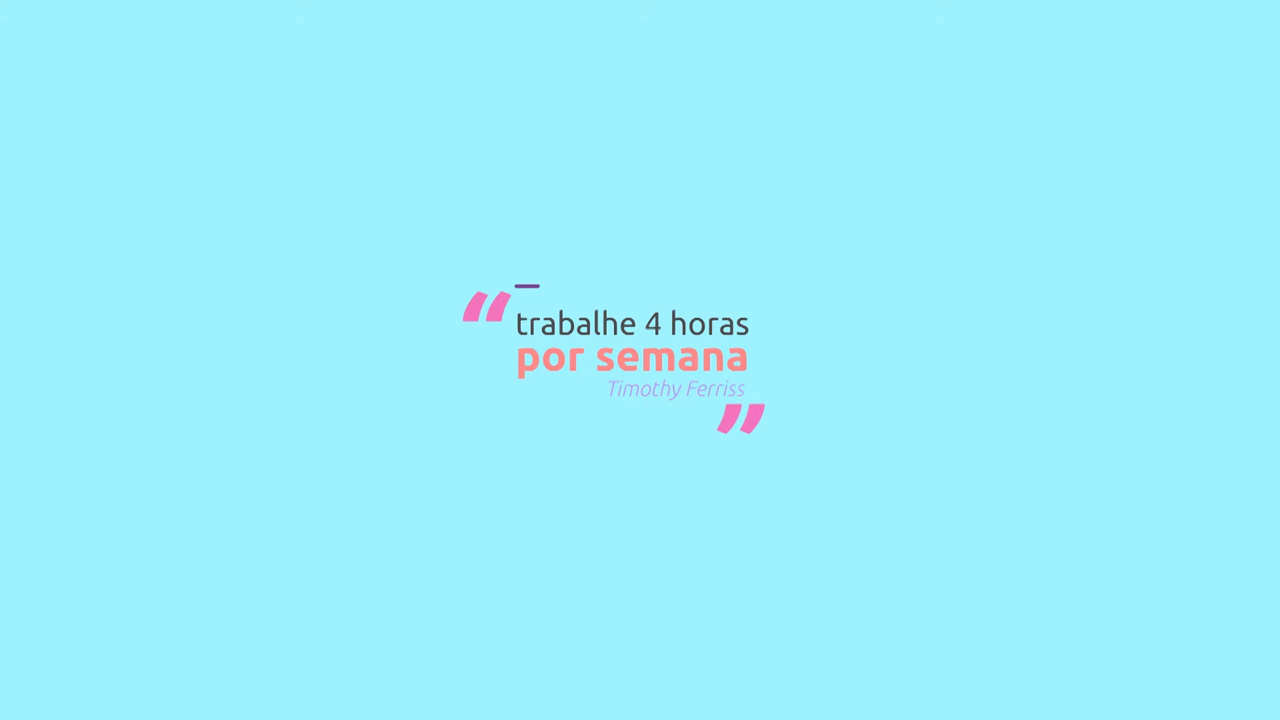 “
trabalhe 4 horas
por semana
Timothy Ferriss
”